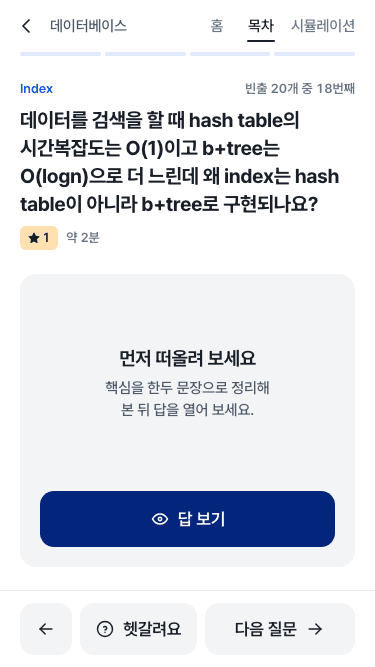 데이터베이스 홈 목차 시뮬레이션
Index 빈출 20개 중 18번째
데이터를 검색을 할 때 hash table의
시간복잡도는 O(1)이고 b+tree는
O(logn)으로 더 느린데 왜 index는 hash
table이 아니라 b+tree로 구현되나요?
★ 1 약 2분
먼저 떠올려 보세요
핵심을 한두 문장으로 정리해
본 뒤 답을 열어 보세요.
답 보기
헷갈려요 다음 질문